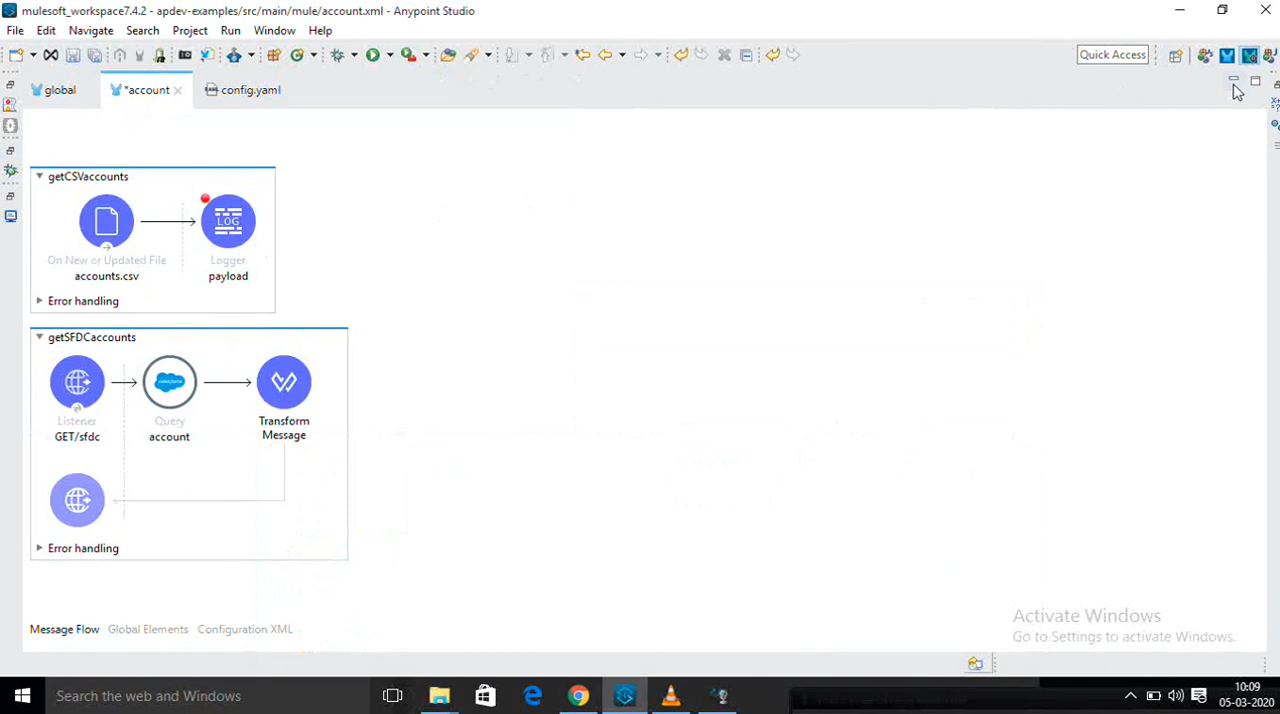 mulesoft_workspace7.4.2 - apdev-examples/src/main/mule/account.xml - Anypoint Studio
File Edit Navigate Search Project Run Window Help
Quick Access
global *account config.yaml
getCSVaccounts
LOG
On New or Updated File Logger
accounts.csv payload
Error handling
getSFDCaccounts
salesforce
Listener Query Transform
GET/sfdc account Message
Error handling
Message Flow Global Elements Configuration XML
Activate Windows
Go to Settings to activate Windows.
Search the web and Windows
10:09
05-03-2020